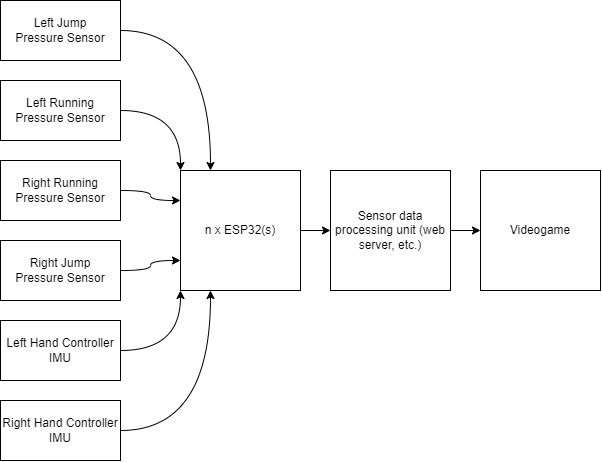 Left Jump
Pressure Sensor
Left Running
Pressure Sensor
Right Running
Pressure Sensor
Right Jump
Pressure Sensor
Left Hand Controller
IMU
Right Hand Controller
IMU
n x ESP32(s)
Sensor data
processing unit (web
server, etc.)
Videogame